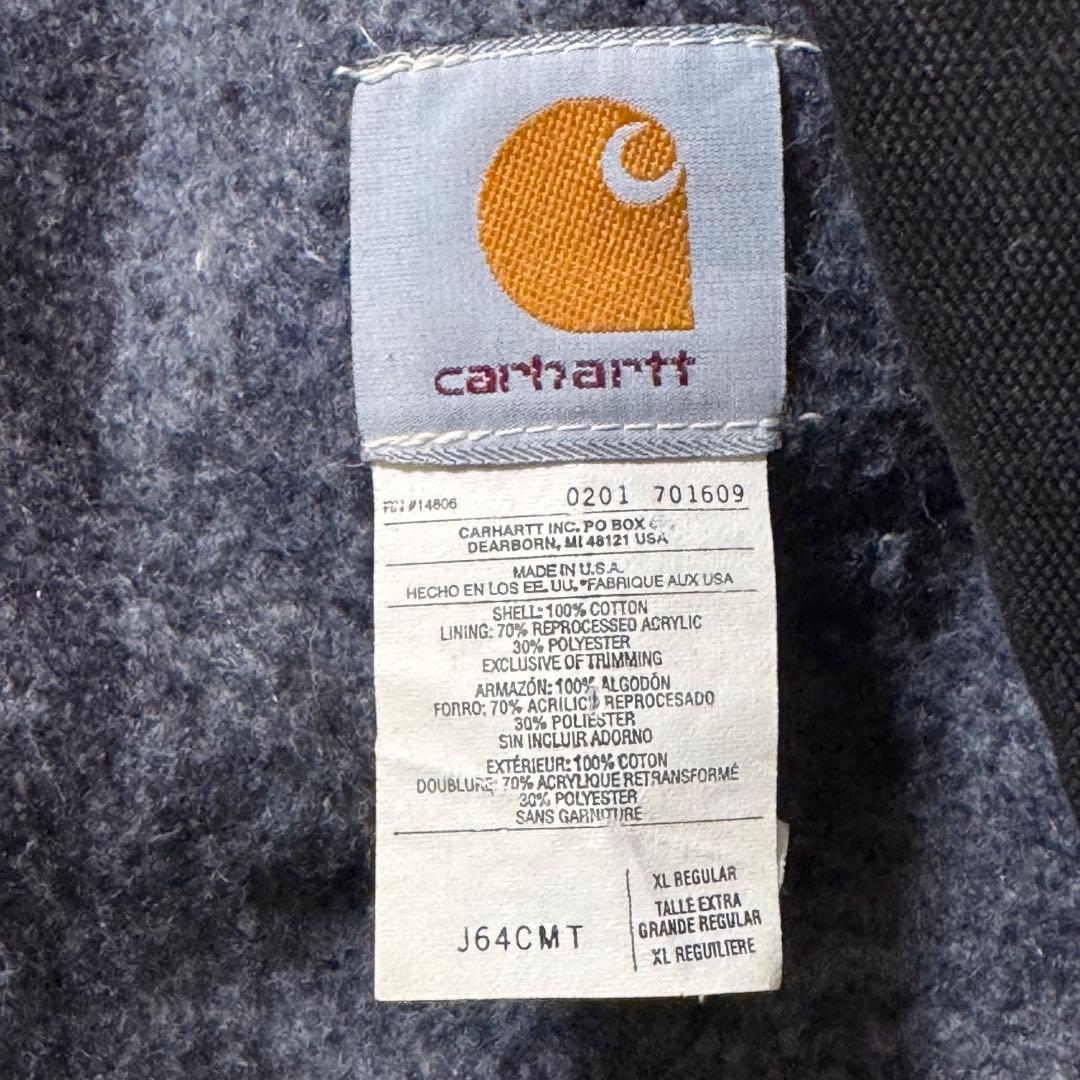 carhartt
#14806 0201 701609
CARHARTT INC. PO BOX
DEARBORN, MI 48121 USA
MADE IN U.S.A.
HECHO EN LOS EE. UU. *FABRIQUE AUX USA
SHELL: 100% COTTON
LINING: 70% REPROCESSED ACRYLIC
30% POLYESTER
EXCLUSIVE OF TRIMMING
ARMAZÓN: 100% ALGODÓN
FORRO: 70% ACRILICO REPROCESADO
30% POLIÉSTER
SIN INCLUIR ADORNO
EXTÉRIEUR: 100% COTON
DOUBLURE: 70% ACRYLIQUE RETRANSFORMÉ
30% POLYESTER
SANS GARNITURE
J64CMT
XL REGULAR
TALLE EXTRA
GRANDE REGULAR
XL REGUILIERE